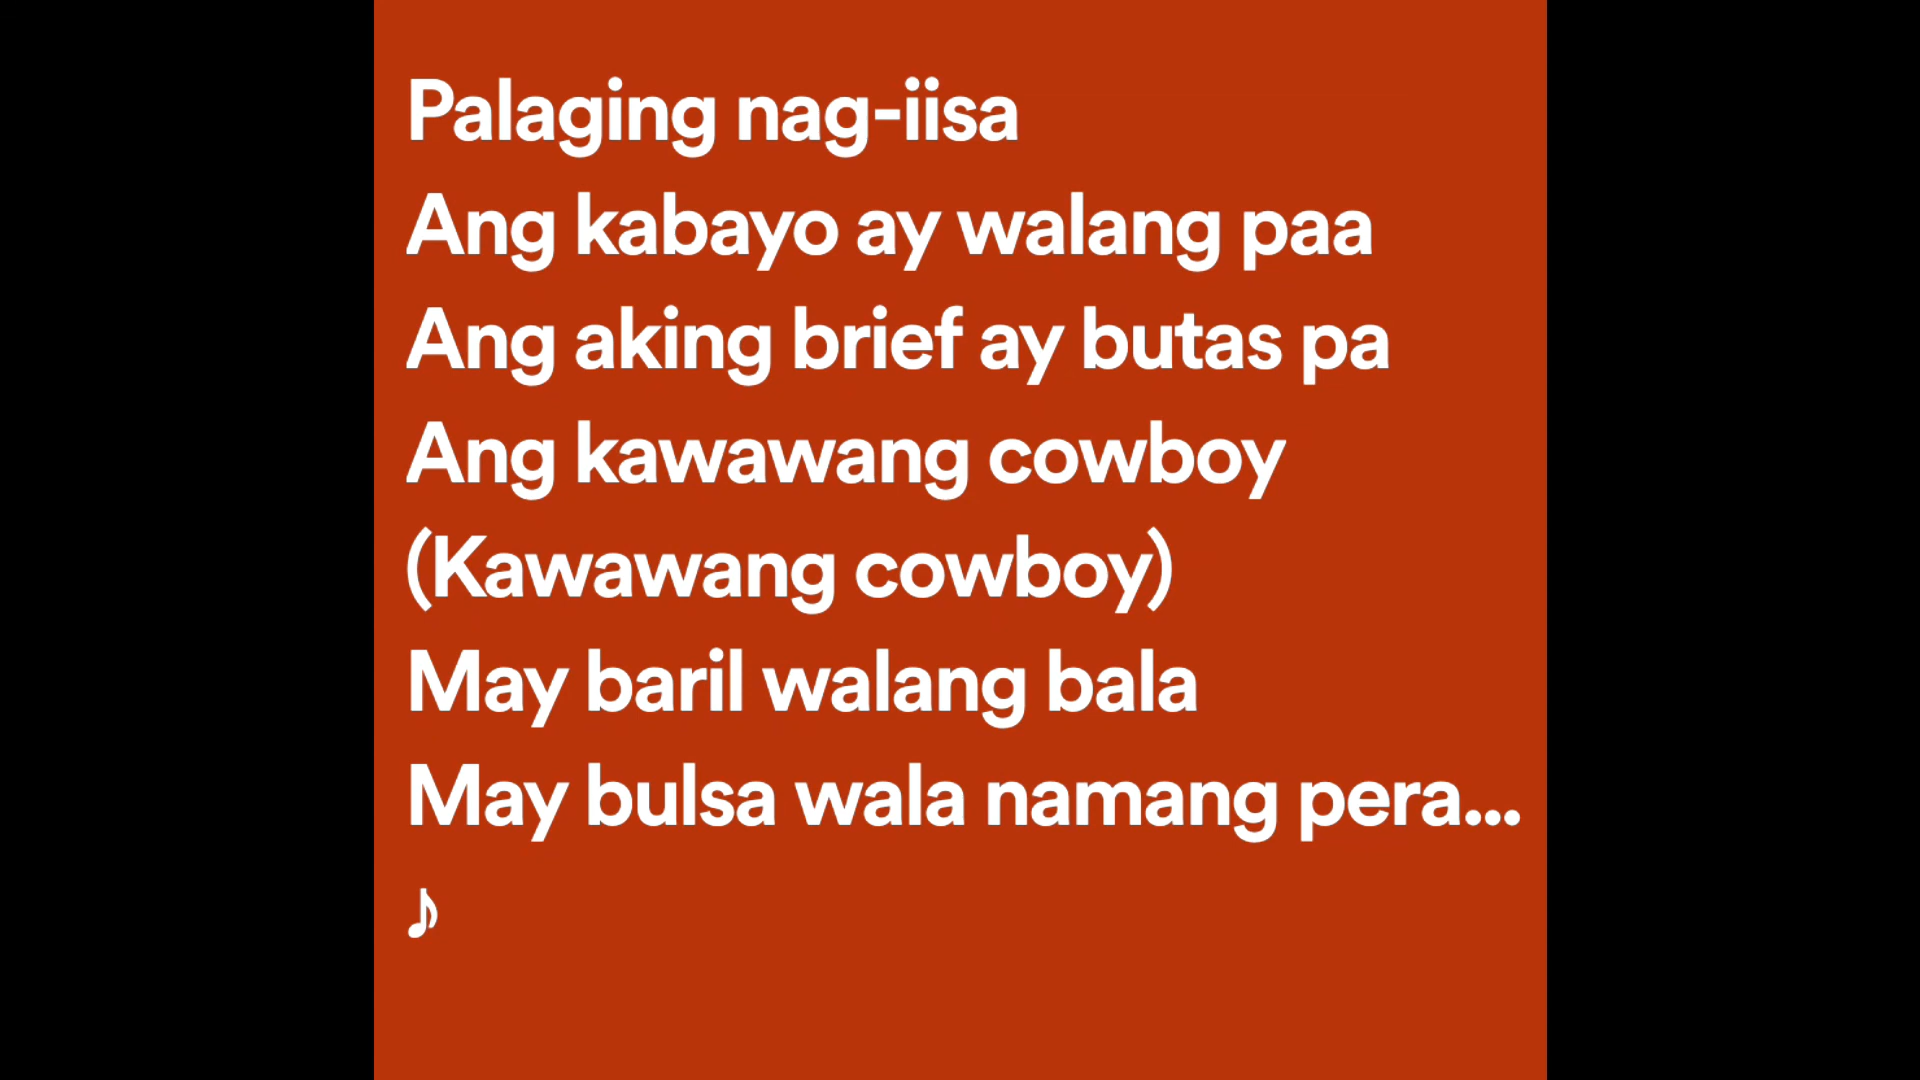 Palaging nag-iisa
Ang kabayo ay walang paa
Ang aking brief ay butas pa
Ang kawawang cowboy
(Kawawang cowboy)
May baril walang bala
May bulsa wala namang pera...
♪